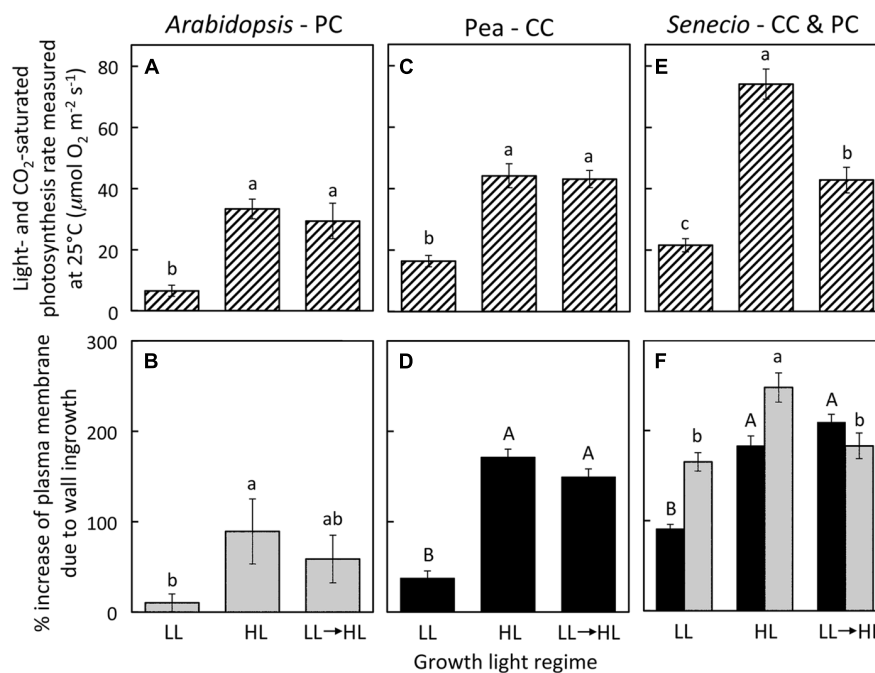 Arabidopsis - PC
Pea - CC
Senecio - CC & PC
Light- and CO2-saturated
photosynthesis rate measured
at 25°C (μmol O2 m-2 s-1)
80
60
40
20
0
A
b
a
a
C
b
a
a
E
c
a
b
% increase of plasma membrane
due to wall ingrowth
300
200
100
0
B
b
a
ab
D
B
A
A
F
B
b
A
a
A
b
LL
HL
LL→HL
LL
HL
LL→HL
LL
HL
LL→HL
Growth light regime